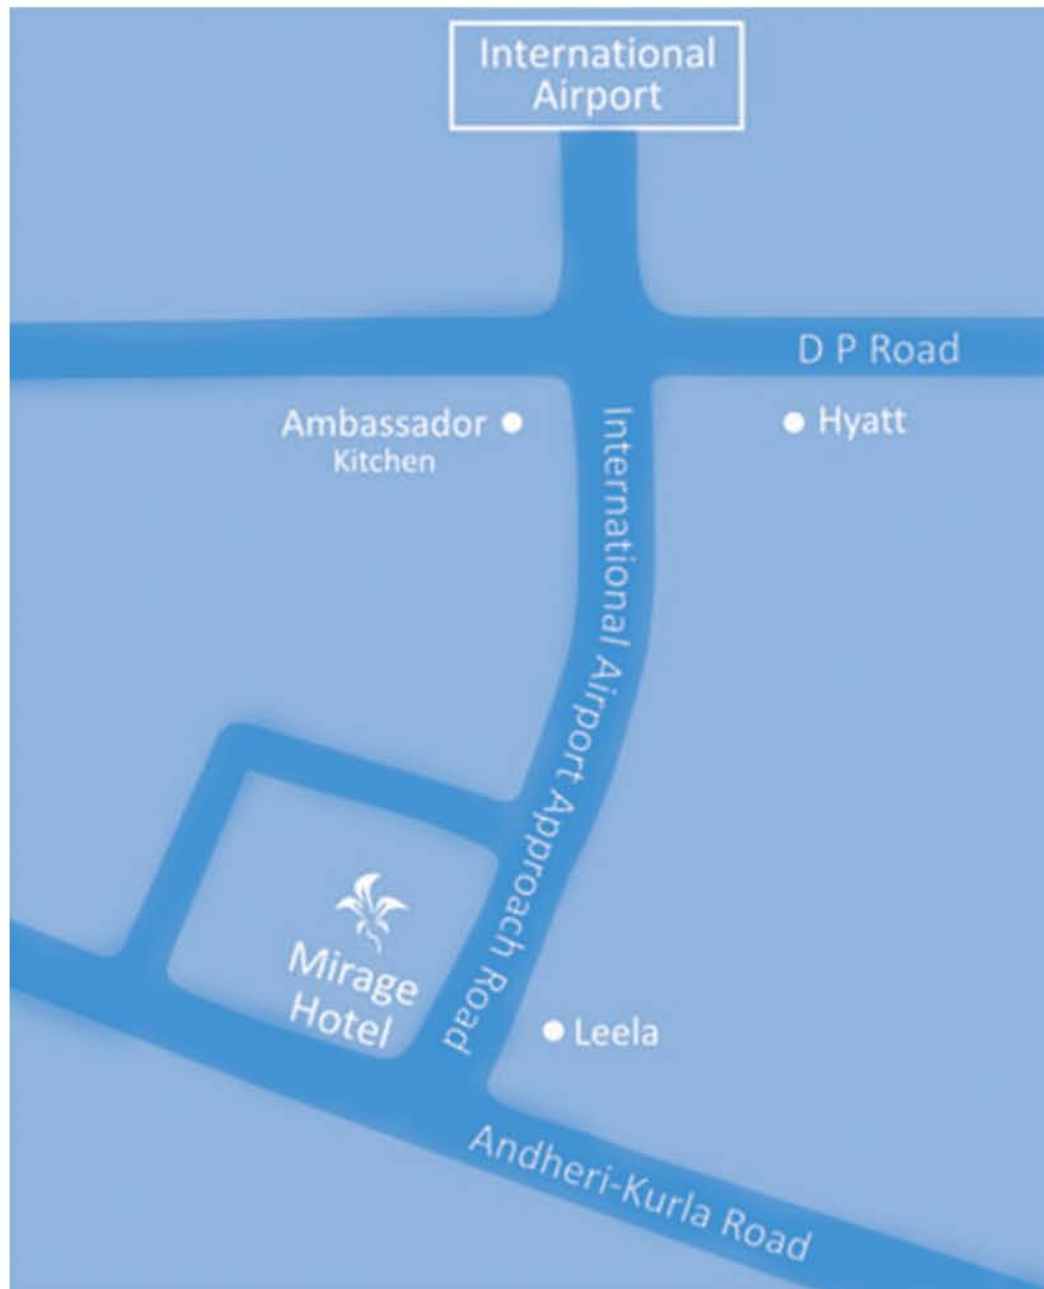 International
Airport
D P Road
Ambassador
Kitchen
Hyatt
International Airport Approach Road
Mirage
Hotel
Leela
Andheri-Kurla Road